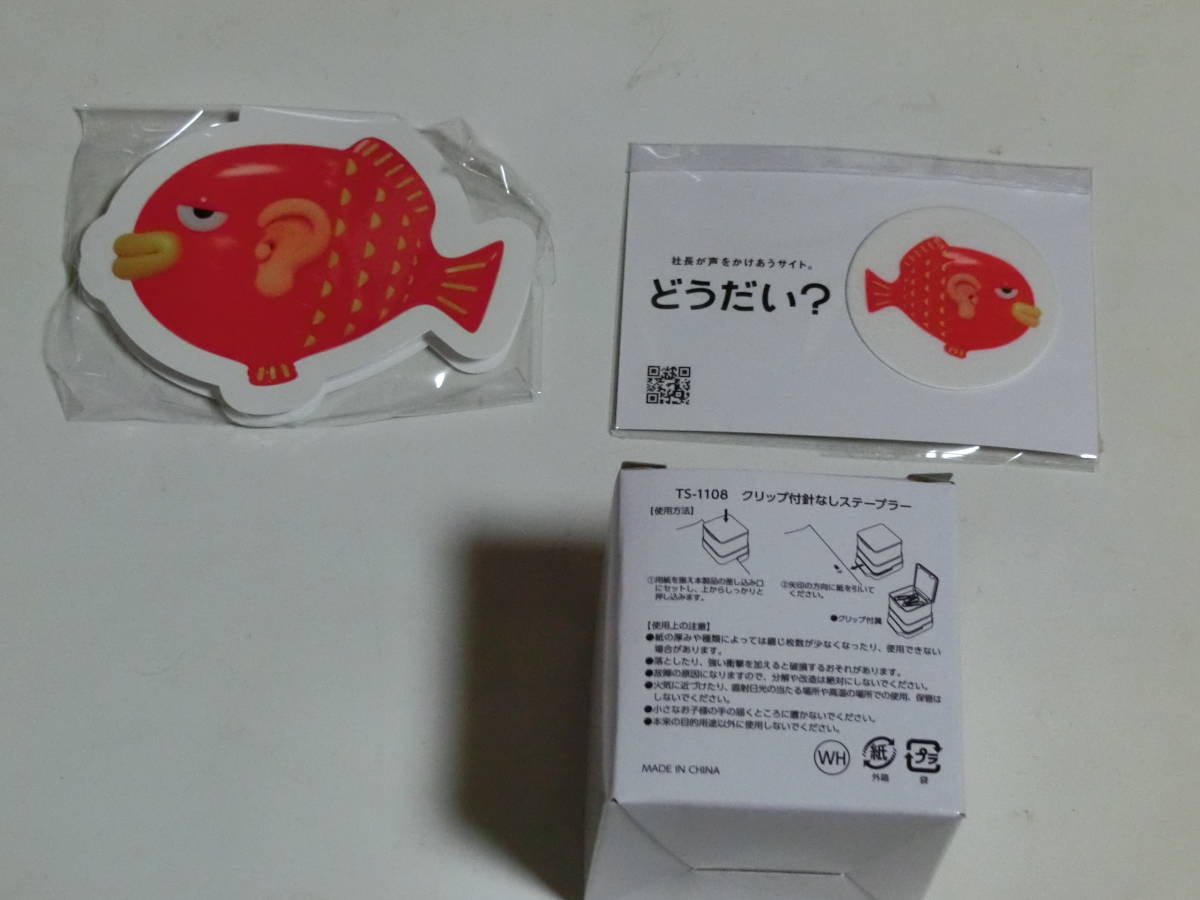 社長が声をかけあうサイト。
どうだい？
TS-1108 クリップ付針なしステープラー
【使用方法】
①用紙を揃え本製品の差し込み口
にセットし、上からしっかりと
押し込みます。
②矢印の方向に紙を引いて
ください。
●クリップ付属
【使用上の注意】
●紙の厚みや種類によっては綴じ枚数が少なくなったり、使用できない
場合があります。
●落としたり、強い衝撃を加えると破損するおそれがあります。
●故障の原因になりますので、分解や改造は絶対にしないでください。
●火気に近づけたり、直射日光の当たる場所や高温の場所での使用、保管は
しないでください。
●小さなお子様の手の届くところに置かないでください。
●本来の目的用途以外に使用しないでください。
MADE IN CHINA
WH
紙
外箱
プラ
袋